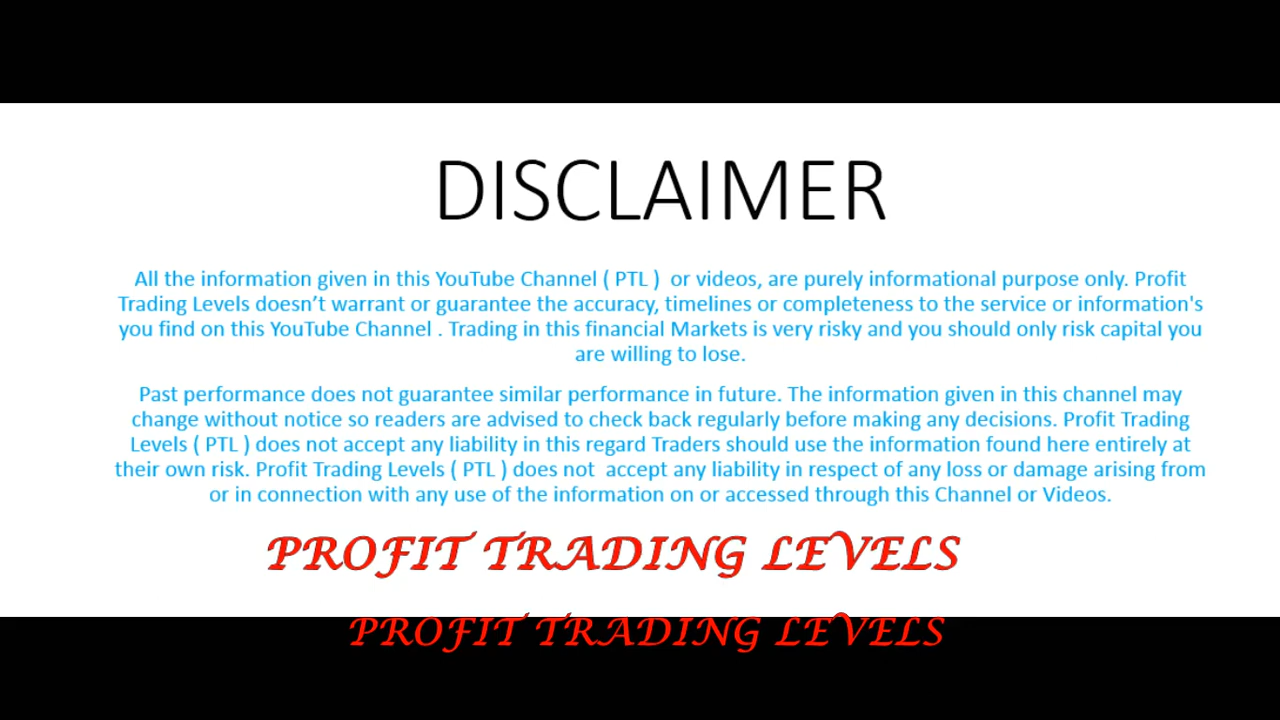 DISCLAIMER
All the information given in this YouTube Channel ( PTL )  or videos, are purely informational purpose only. Profit
Trading Levels doesn’t warrant or guarantee the accuracy, timelines or completeness to the service or information's
you find on this YouTube Channel . Trading in this financial Markets is very risky and you should only risk capital you
are willing to lose.
Past performance does not guarantee similar performance in future. The information given in this channel may
change without notice so readers are advised to check back regularly before making any decisions. Profit Trading
Levels ( PTL ) does not accept any liability in this regard Traders should use the information found here entirely at
their own risk. Profit Trading Levels ( PTL ) does not  accept any liability in respect of any loss or damage arising from
or in connection with any use of the information on or accessed through this Channel or Videos.
PROFIT TRADING LEVELS
PROFIT TRADING LEVELS